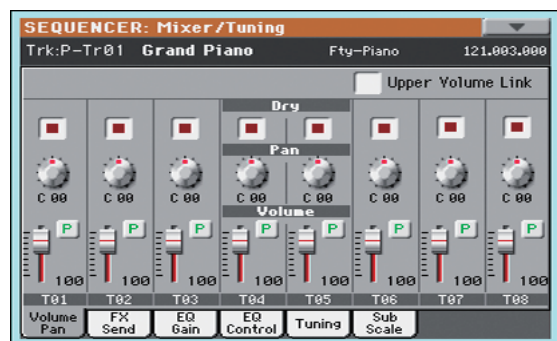 SEQUENCER: Mixer/Tuning
Trk:P-Tr01 Grand Piano Fty-Piano 121.003.000
Upper Volume Link
Dry
Pan
C 00 C 00 C 00 C 00 C 00 C 00 C 00 C 00
Volume
P P P P P P P P
100 100 100 100 100 100 100 100
T01 T02 T03 T04 T05 T06 T07 T08
Volume Pan FX Send EQ Gain EQ Control Tuning Sub Scale